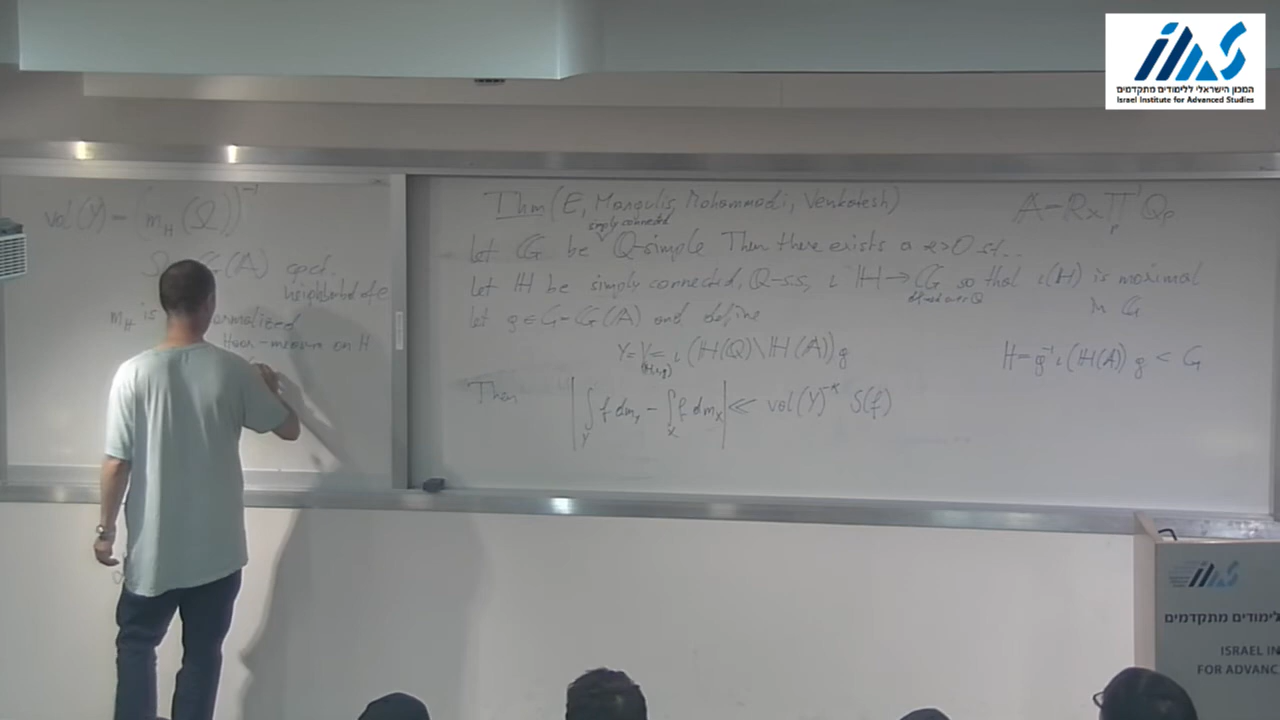 vol(Y) = (m_H(Ω))^{-1}
G(A) cpct.
neighborhood of e
m_H is normalized
Haar-measure on H
Thm (E, Margulis, Mohammadi, Venkatesh)
A = R × ∏'_p Q_p
simply connected
Let G be Q-simple. Then there exists a κ>0 s.t...
Let H be simply connected, Q-s.s., ι H → G so that ι(H) is maximal
defined over Q
in G
Let g ∈ G = G(A) and define
Y = Y_{(H,ι,g)} = ι(H(Q)\H(A))g
H = g^{-1} ι(H(A)) g < G
Then |∫_Y f dm_Y − ∫_X f dm_X| ≪ vol(Y)^{-κ} S(f)
המכון הישראלי ללימודים מתקדמים
Israel Institute for Advanced Studies
לימודים מתקדמים
ISRAEL IN
FOR ADVANC